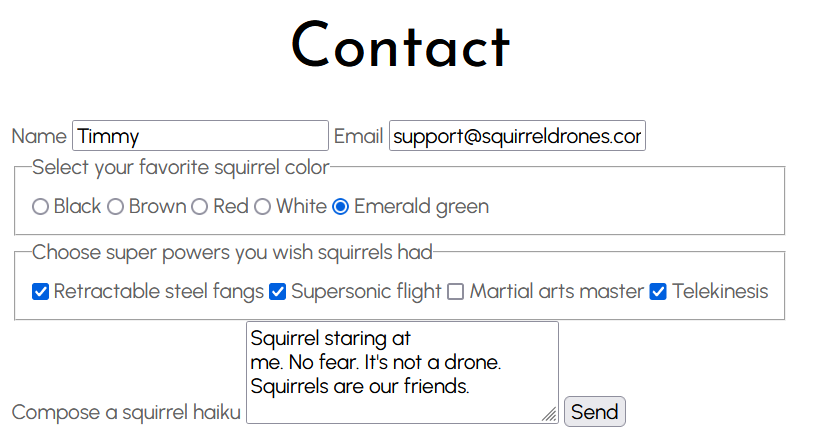 Contact
Name Timmy Email support@squirreldrones.cor
Select your favorite squirrel color
Black Brown Red White Emerald green
Choose super powers you wish squirrels had
Retractable steel fangs Supersonic flight Martial arts master Telekinesis
Squirrel staring at
me. No fear. It's not a drone.
Squirrels are our friends.
Compose a squirrel haiku Send